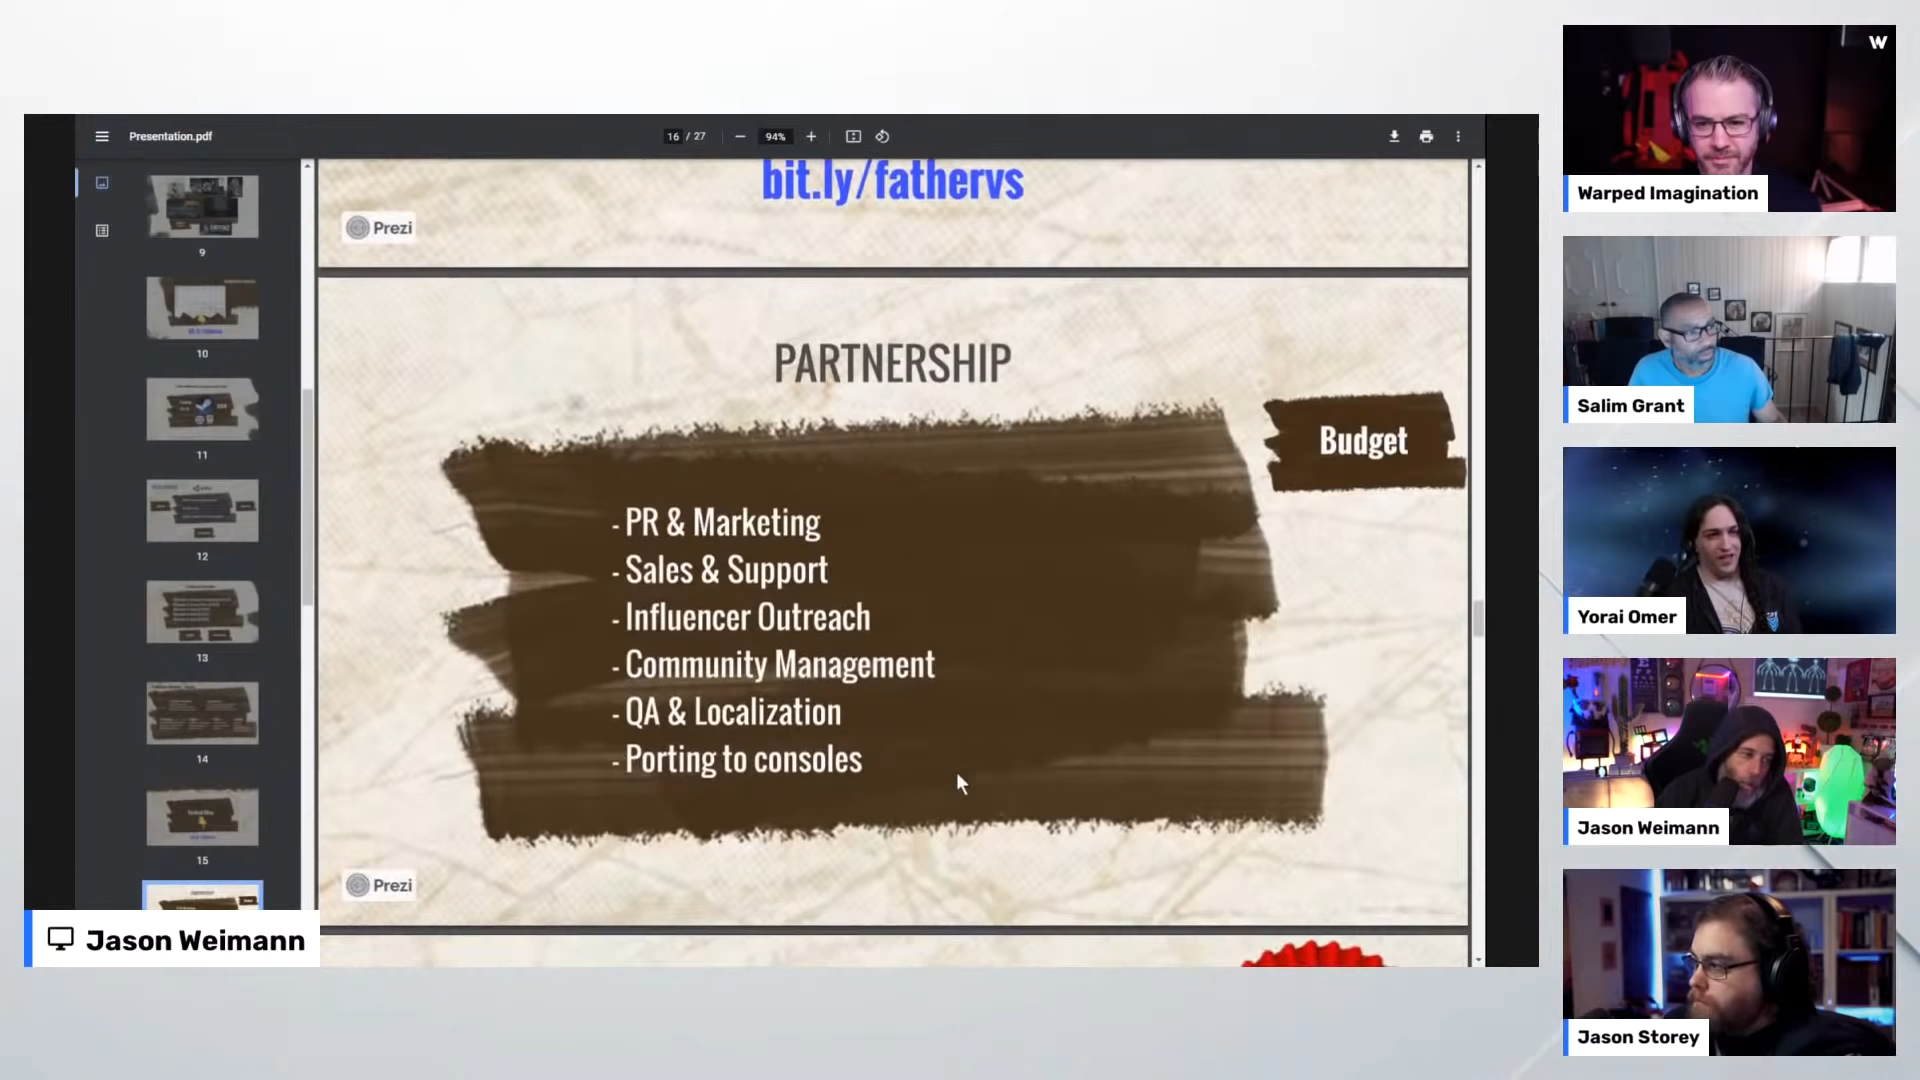 Presentation.pdf
16 / 27
94%
9
10
11
12
13
14
15
bit.ly/fathervs
Prezi
PARTNERSHIP
Budget
- PR & Marketing
- Sales & Support
- Influencer Outreach
- Community Management
- QA & Localization
- Porting to consoles
Prezi
Jason Weimann
W
Warped Imagination
Salim Grant
Yorai Omer
Jason Weimann
Jason Storey